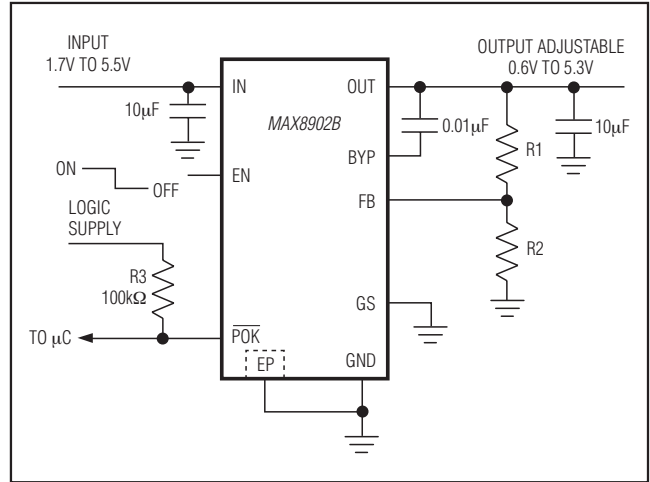 INPUT
1.7V TO 5.5V
OUTPUT ADJUSTABLE
0.6V TO 5.3V
IN
OUT
10μF
MAX8902B
0.01μF
10μF
R1
BYP
ON
OFF
EN
FB
LOGIC
SUPPLY
R2
R3
100kΩ
GS
TO μC
POK
EP
GND